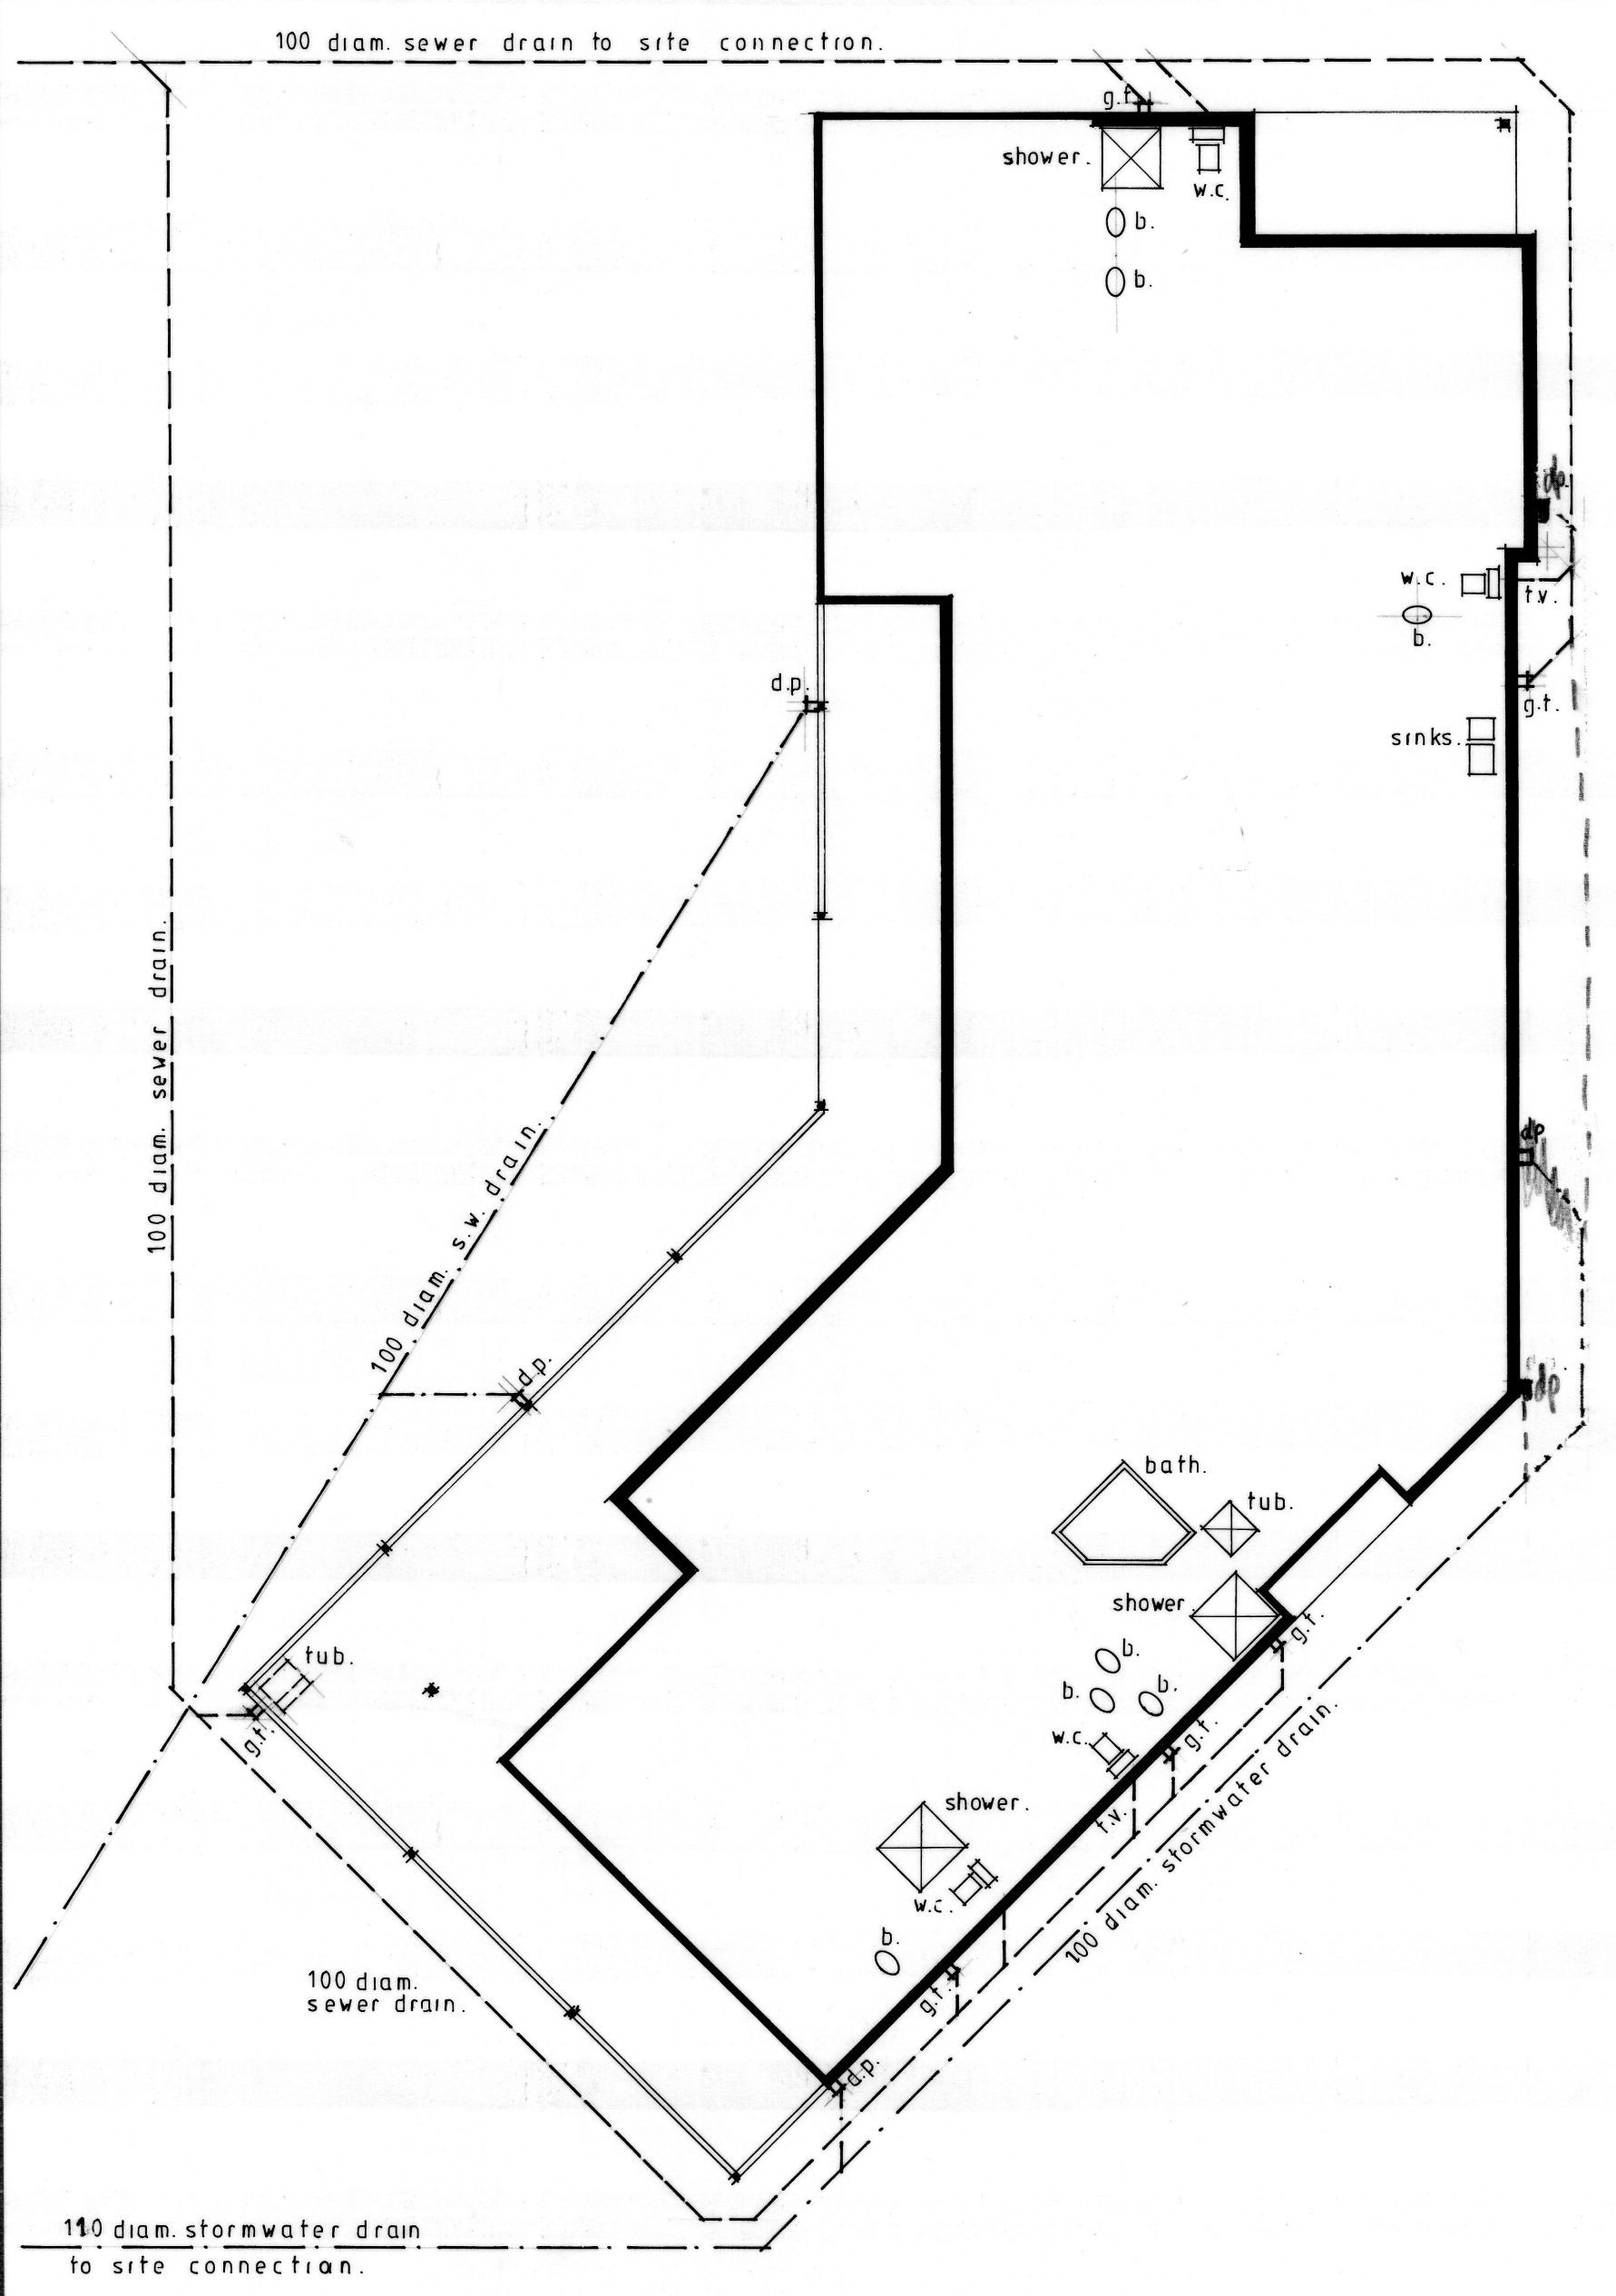 100 diam. sewer drain to site connection.
g.t.
shower.
w.c.
b.
b.
dp.
w.c.
t.v.
b.
d.p.
g.t.
sinks.
100 diam. sewer drain.
dp
100 diam. s.w. drain.
d.p.
dp
bath.
tub.
shower.
g.t.
b.
tub.
b.
b.
g.t.
w.c.
g.t.
shower.
t.v.
100 diam. stormwater drain.
w.c.
b.
100 diam.
sewer drain.
g.t.
d.p.
110 diam. stormwater drain
to site connection.